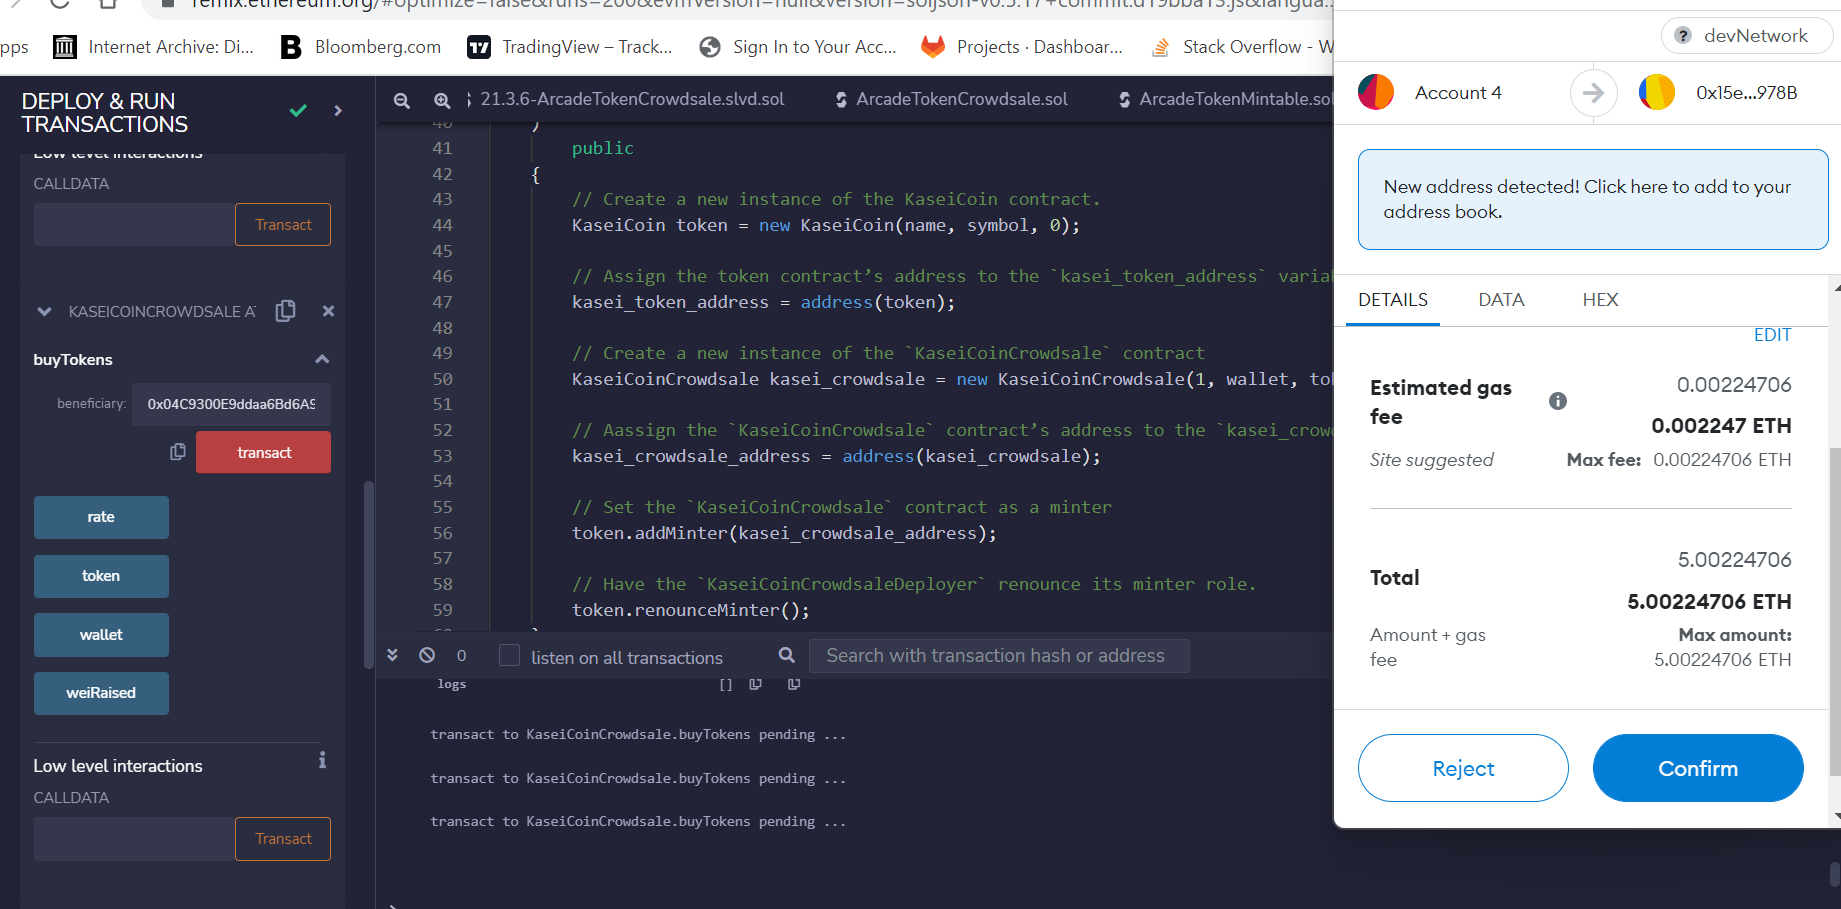 remix.ethereum.org/#optimize=false&runs=200&evmVersion=null&version=soljson-v0.5.17+commit.d19bba13.js&langua...
pps
Internet Archive: Di...
Bloomberg.com
TradingView – Track...
Sign In to Your Acc...
Projects · Dashboar...
Stack Overflow - W
DEPLOY & RUN
TRANSACTIONS
Low level interactions
CALLDATA
Transact
KASEICOINCROWDSALE AT
buyTokens
beneficiary:
0x04C9300E9ddaa6Bd6A9
transact
rate
token
wallet
weiRaised
Low level interactions
CALLDATA
Transact
21.3.6-ArcadeTokenCrowdsale.slvd.sol
ArcadeTokenCrowdsale.sol
ArcadeTokenMintable.sol
40 )
41 public
42 {
43 // Create a new instance of the KaseiCoin contract.
44 KaseiCoin token = new KaseiCoin(name, symbol, 0);
45
46 // Assign the token contract’s address to the `kasei_token_address` variab
47 kasei_token_address = address(token);
48
49 // Create a new instance of the `KaseiCoinCrowdsale` contract
50 KaseiCoinCrowdsale kasei_crowdsale = new KaseiCoinCrowdsale(1, wallet, tok
51
52 // Aassign the `KaseiCoinCrowdsale` contract’s address to the `kasei_crowd
53 kasei_crowdsale_address = address(kasei_crowdsale);
54
55 // Set the `KaseiCoinCrowdsale` contract as a minter
56 token.addMinter(kasei_crowdsale_address);
57
58 // Have the `KaseiCoinCrowdsaleDeployer` renounce its minter role.
59 token.renounceMinter();
60 }
0
listen on all transactions
Search with transaction hash or address
logs []
transact to KaseiCoinCrowdsale.buyTokens pending ...
transact to KaseiCoinCrowdsale.buyTokens pending ...
transact to KaseiCoinCrowdsale.buyTokens pending ...
>
devNetwork
Account 4
0x15e...978B
New address detected! Click here to add to your
address book.
DETAILS
DATA
HEX
EDIT
Estimated gas
fee
0.00224706
0.002247 ETH
Site suggested
Max fee: 0.00224706 ETH
Total
5.00224706
5.00224706 ETH
Amount + gas
fee
Max amount:
5.00224706 ETH
Reject
Confirm